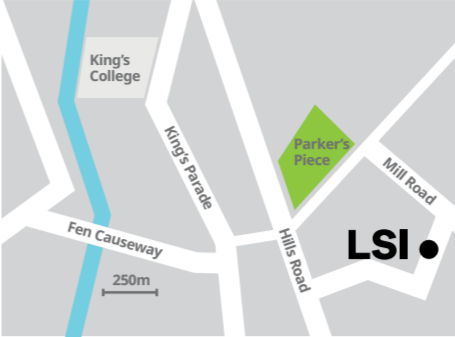 King's
College
King's Parade
Parker's
Piece
Mill Road
Fen Causeway
Hills Road
LSI
250m